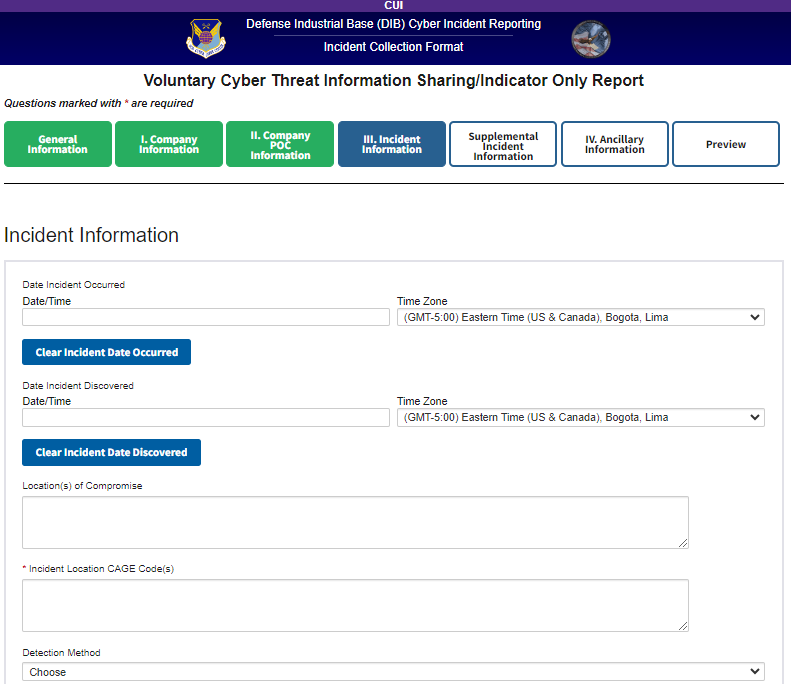 CUI
Defense Industrial Base (DIB) Cyber Incident Reporting
Incident Collection Format
Voluntary Cyber Threat Information Sharing/Indicator Only Report
Questions marked with * are required
General
Information
I. Company
Information
II. Company
POC
Information
III. Incident
Information
Supplemental
Incident
Information
IV. Ancillary
Information
Preview
Incident Information
Date Incident Occurred
Date/Time
Time Zone
(GMT-5:00) Eastern Time (US & Canada), Bogota, Lima
Clear Incident Date Occurred
Date Incident Discovered
Date/Time
Time Zone
(GMT-5:00) Eastern Time (US & Canada), Bogota, Lima
Clear Incident Date Discovered
Location(s) of Compromise
* Incident Location CAGE Code(s)
Detection Method
Choose